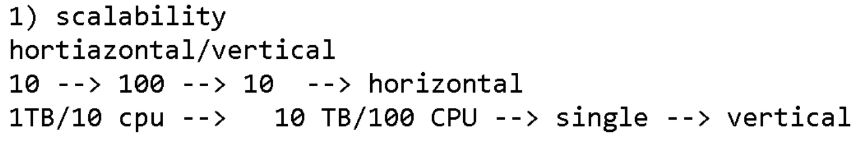 1) scalability
hortiazontal/vertical
10 --> 100 --> 10  --> horizontal
1TB/10 cpu -->   10 TB/100 CPU --> single --> vertical